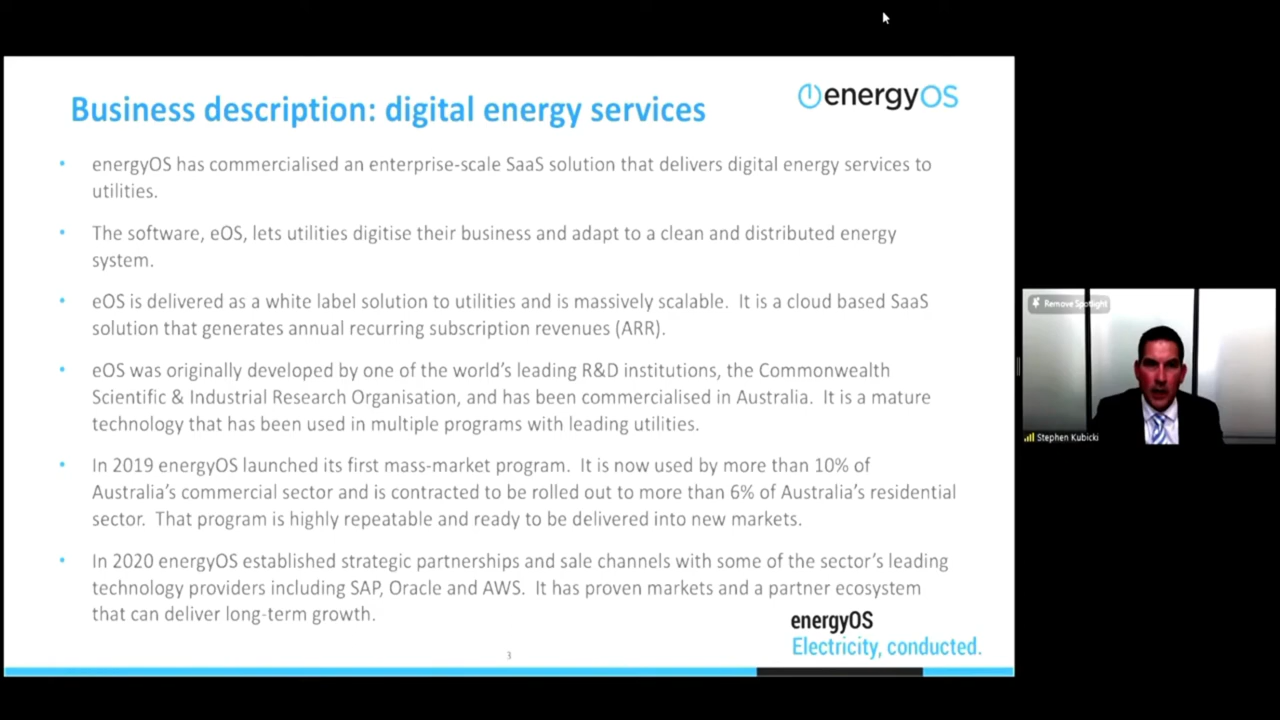 Business description: digital energy services
energyOS
• energyOS has commercialised an enterprise-scale SaaS solution that delivers digital energy services to
utilities.
• The software, eOS, lets utilities digitise their business and adapt to a clean and distributed energy
system.
• eOS is delivered as a white label solution to utilities and is massively scalable. It is a cloud based SaaS
solution that generates annual recurring subscription revenues (ARR).
• eOS was originally developed by one of the world's leading R&D institutions, the Commonwealth
Scientific & Industrial Research Organisation, and has been commercialised in Australia. It is a mature
technology that has been used in multiple programs with leading utilities.
• In 2019 energyOS launched its first mass-market program. It is now used by more than 10% of
Australia's commercial sector and is contracted to be rolled out to more than 6% of Australia's residential
sector. That program is highly repeatable and ready to be delivered into new markets.
• In 2020 energyOS established strategic partnerships and sale channels with some of the sector's leading
technology providers including SAP, Oracle and AWS. It has proven markets and a partner ecosystem
that can deliver long-term growth.
energyOS
Electricity, conducted.
3
Remove Spotlight
Stephen Kubicki